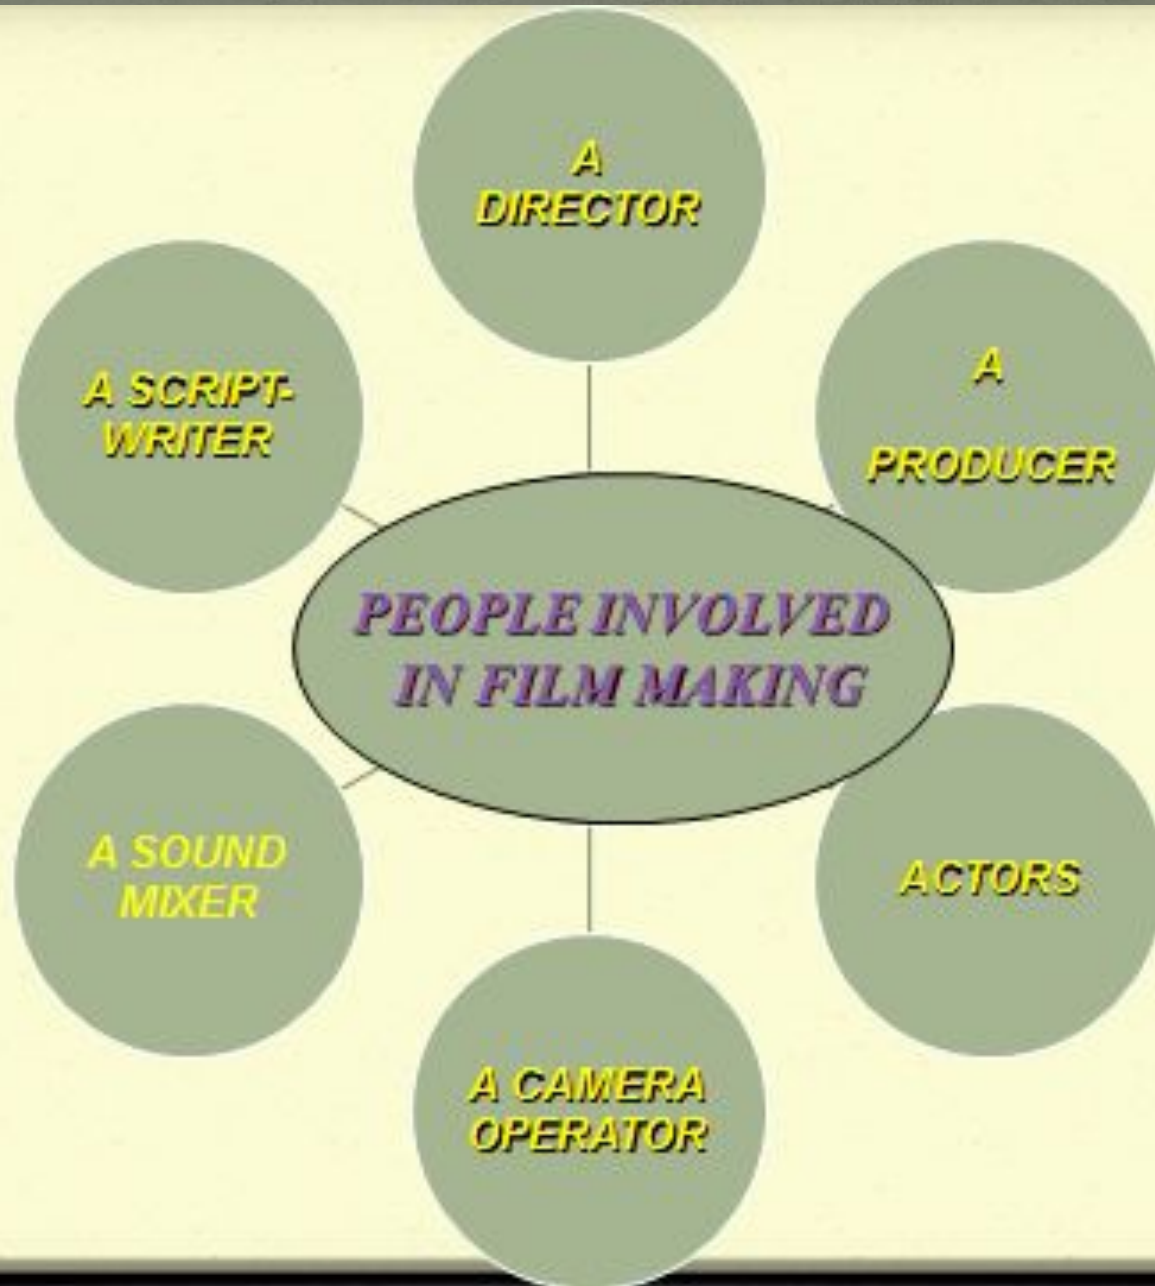 A
DIRECTOR
A
PRODUCER
A SCRIPT-
WRITER
PEOPLE INVOLVED
IN FILM MAKING
A SOUND
MIXER
ACTORS
A CAMERA
OPERATOR